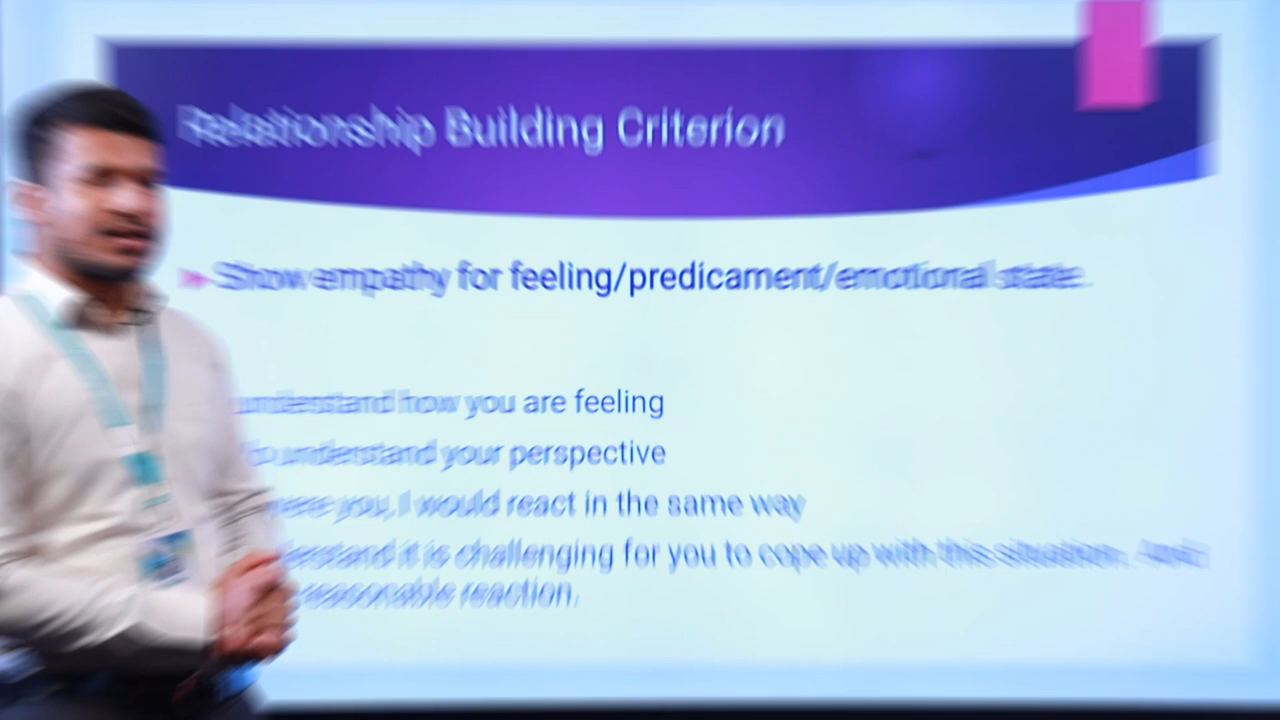 Relationship Building Criterion
Show empathy for feeling/predicament/emotional state.
understand how you are feeling
to understand your perspective
were you, I would react in the same way
it is challenging for you to cope up with this situation.
reasonable reaction.